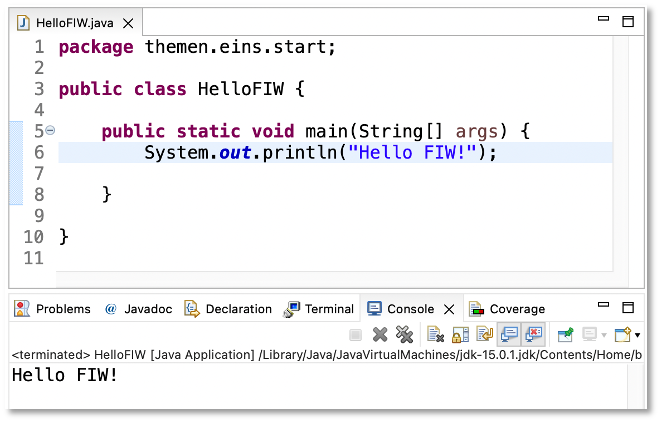 HelloFIW.java
1 package themen.eins.start;
2
3 public class HelloFIW {
4
5 public static void main(String[] args) {
6 System.out.println("Hello FIW!");
7
8 }
9
10 }
11
Problems @ Javadoc Declaration Terminal Console Coverage
<terminated> HelloFIW [Java Application] /Library/Java/JavaVirtualMachines/jdk-15.0.1.jdk/Contents/Home/b
Hello FIW!